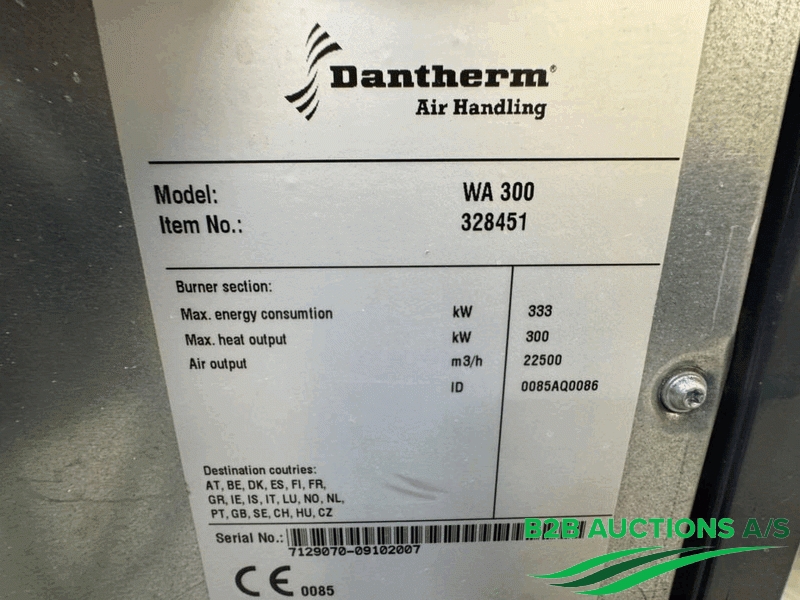 Dantherm®
Air Handling
Model: WA 300
Item No.: 328451
Burner section:
Max. energy consumtion kW 333
Max. heat output kW 300
Air output m3/h 22500
ID 0085AQ0086
Destination coutries:
AT, BE, DK, ES, FI, FR,
GR, IE, IS, IT, LU, NO, NL,
PT, GB, SE, CH, HU, CZ
Serial No.:
7129070-09102007
CE 0085
B2B AUCTIONS A/S